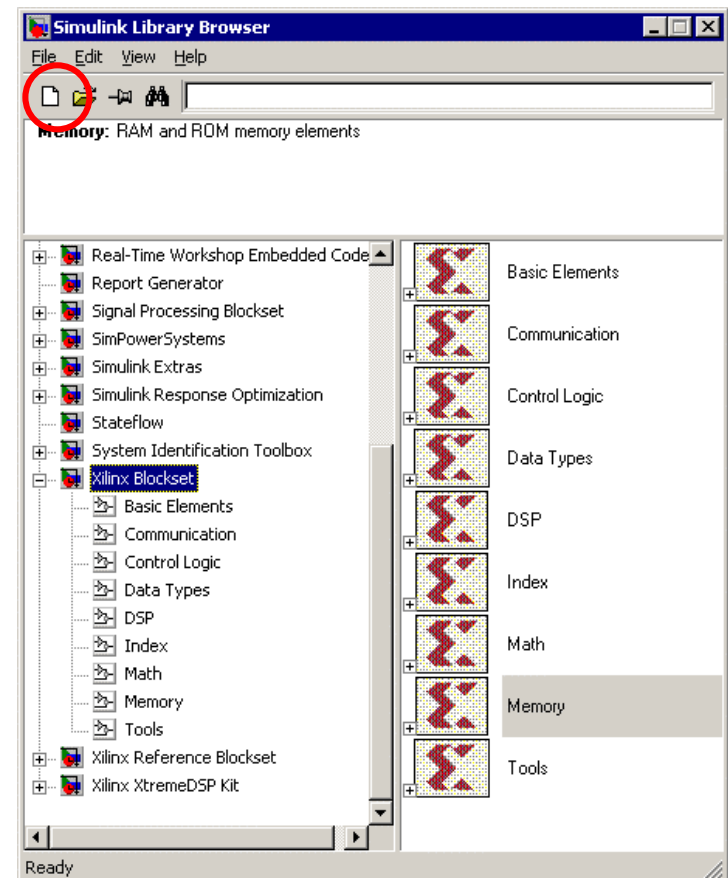 Simulink Library Browser
File Edit View Help
Memory: RAM and ROM memory elements
Real-Time Workshop Embedded Code
Report Generator
Signal Processing Blockset
SimPowerSystems
Simulink Extras
Simulink Response Optimization
Stateflow
System Identification Toolbox
Xilinx Blockset
Basic Elements
Communication
Control Logic
Data Types
DSP
Index
Math
Memory
Tools
Xilinx Reference Blockset
Xilinx XtremeDSP Kit
Basic Elements
Communication
Control Logic
Data Types
DSP
Index
Math
Memory
Tools
Ready